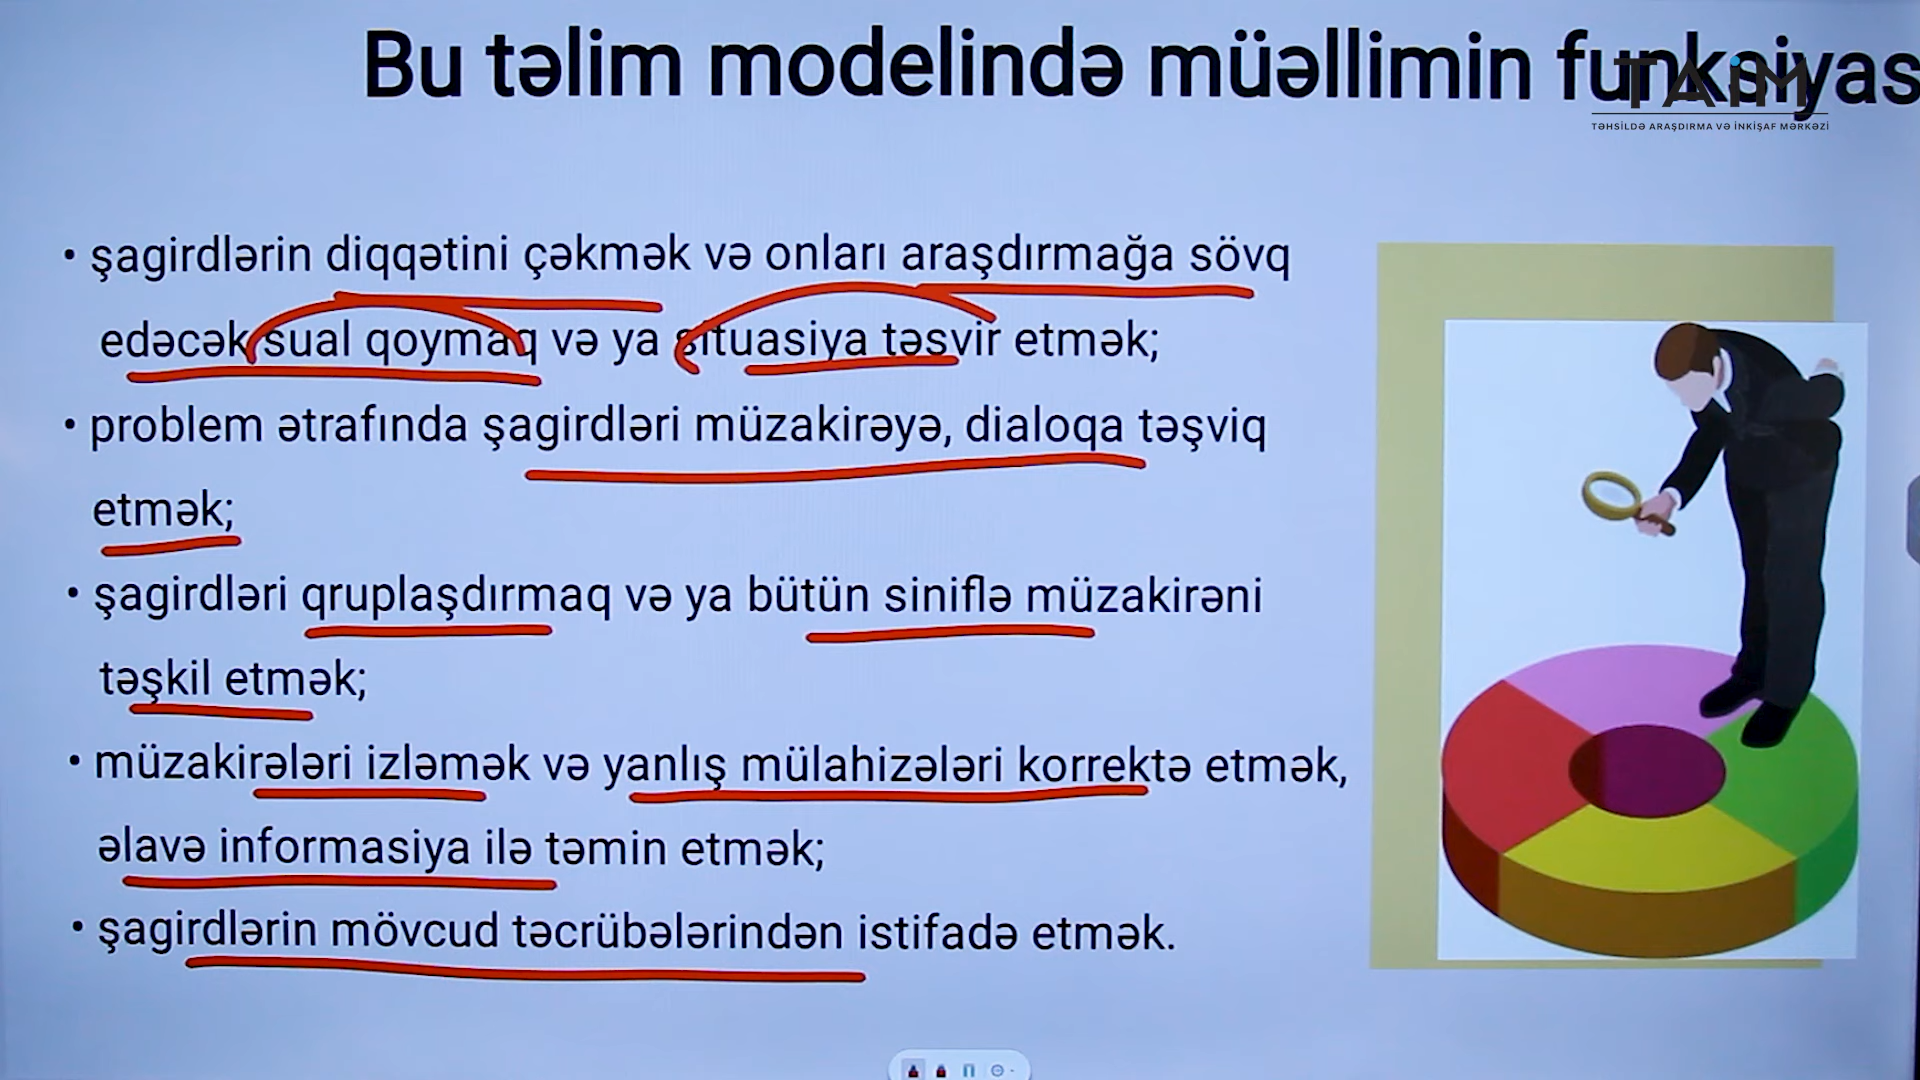 Bu təlim modelində müəllimin funksiyas
TAİM
TƏHSİLDƏ ARAŞDIRMA VƏ İNKİŞAF MƏRKƏZİ
• şagirdlərin diqqətini çəkmək və onları araşdırmağa sövq
edəcək sual qoymaq və ya situasiya təsvir etmək;
• problem ətrafında şagirdləri müzakirəyə, dialoqa təşviq
etmək;
• şagirdləri qruplaşdırmaq və ya bütün siniflə müzakirəni
təşkil etmək;
• müzakirələri izləmək və yanlış mülahizələri korrektə etmək,
əlavə informasiya ilə təmin etmək;
• şagirdlərin mövcud təcrübələrindən istifadə etmək.